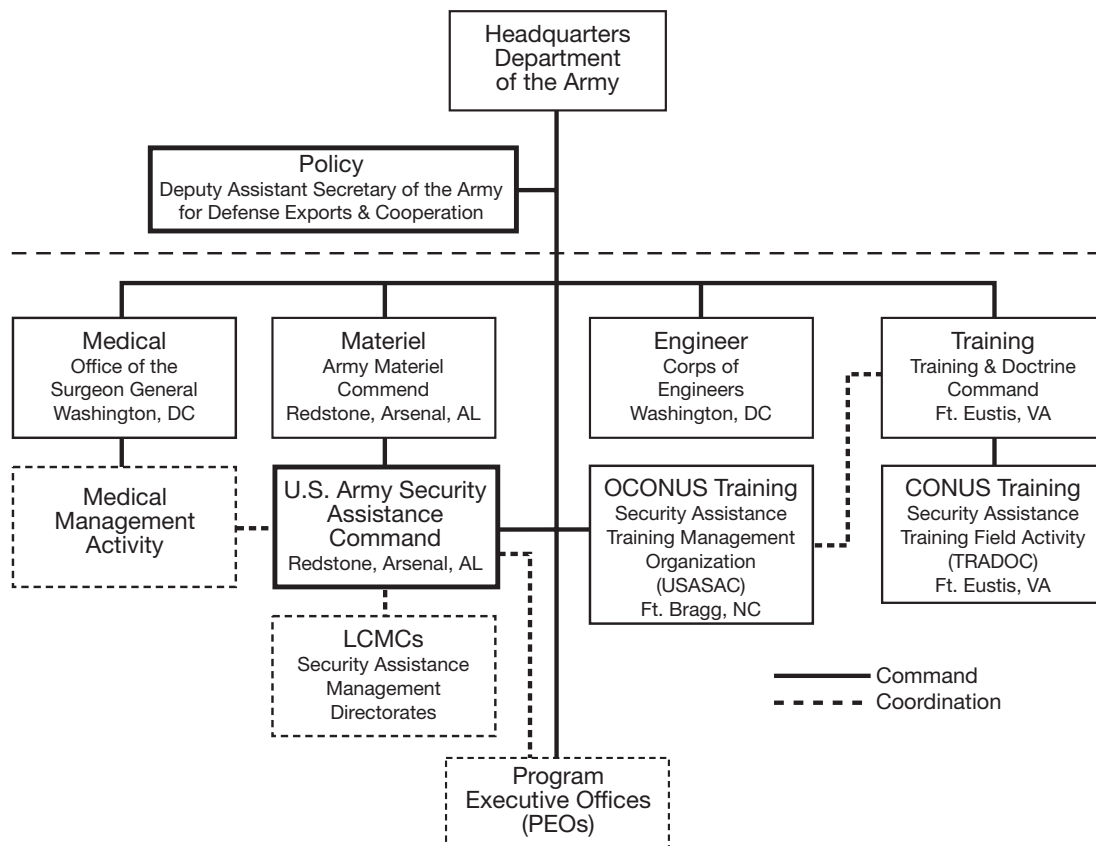 Headquarters
Department
of the Army
Policy
Deputy Assistant Secretary of the Army
for Defense Exports & Cooperation
Medical
Office of the
Surgeon General
Washington, DC
Materiel
Army Materiel
Commend
Redstone, Arsenal, AL
Engineer
Corps of
Engineers
Washington, DC
Training
Training & Doctrine
Command
Ft. Eustis, VA
Medical
Management
Activity
U.S. Army Security
Assistance
Command
Redstone, Arsenal, AL
OCONUS Training
Security Assistance
Training Management
Organization
(USASAC)
Ft. Bragg, NC
CONUS Training
Security Assistance
Training Field Activity
(TRADOC)
Ft. Eustis, VA
LCMCs
Security Assistance
Management
Directorates
Command
Coordination
Program
Executive Offices
(PEOs)